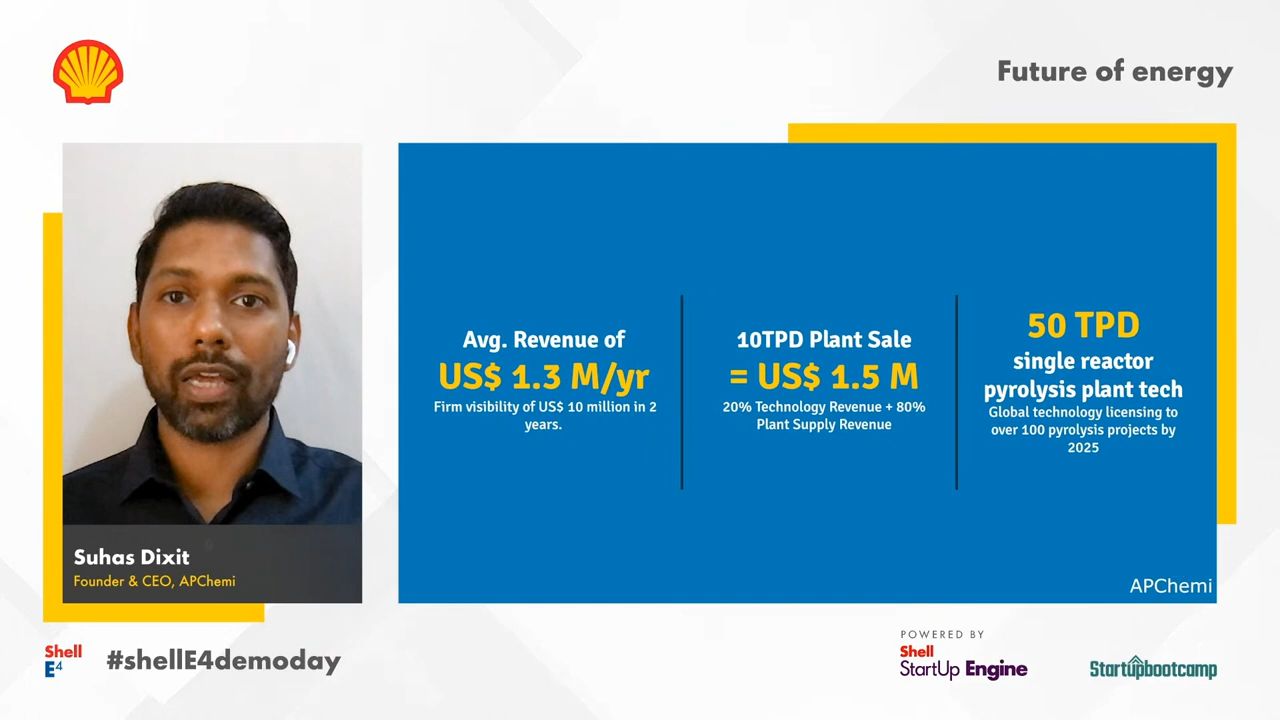 Future of energy
Avg. Revenue of
US$ 1.3 M/yr
Firm visibility of US$ 10 million in 2
years.
10TPD Plant Sale
= US$ 1.5 M
20% Technology Revenue + 80%
Plant Supply Revenue
50 TPD
single reactor
pyrolysis plant tech
Global technology licensing to
over 100 pyrolysis projects by
2025
APChemi
Suhas Dixit
Founder & CEO, APChemi
Shell
E4
#shellE4demoday
POWERED BY
Shell
StartUp Engine
Startupbootcamp